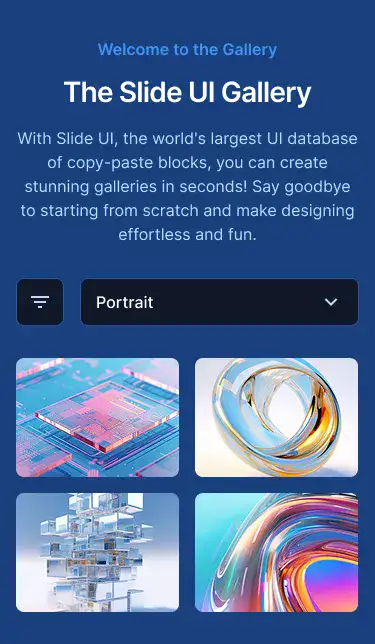 Welcome to the Gallery
The Slide UI Gallery
With Slide UI, the world's largest UI database
of copy-paste blocks, you can create
stunning galleries in seconds! Say goodbye
to starting from scratch and make designing
effortless and fun.
Portrait